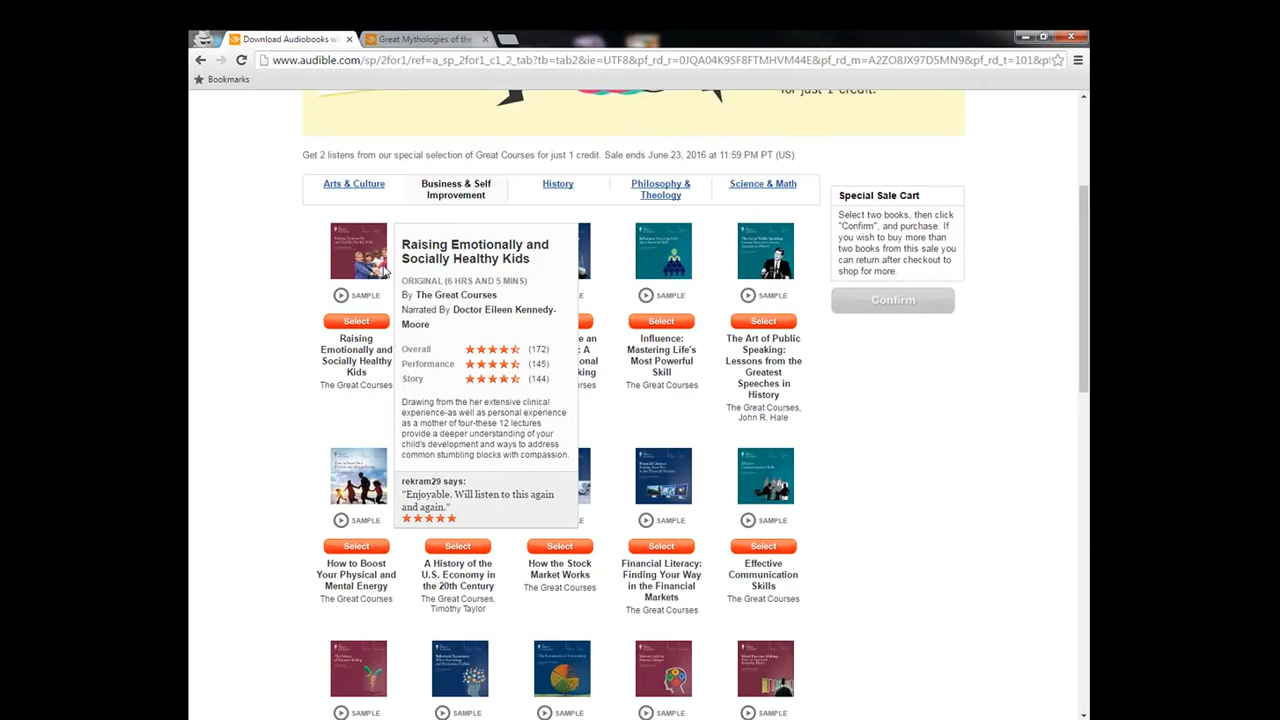 Download Audiobooks w
Great Mythologies of the
www.audible.com/sp/2for1/ref=a_sp_2for1_c1_2_tab?tb=tab2&ie=UTF8&pf_rd_r=0JQA04K9SF8FTMHVM44E&pf_rd_m=A2ZO8JX97D5MN9&pf_rd_t=101&p
Bookmarks
for just 1 credit.
Get 2 listens from our special selection of Great Courses for just 1 credit. Sale ends June 23, 2016 at 11:59 PM PT (US).
Arts & Culture
Business & Self
Improvement
History
Philosophy &
Theology
Science & Math
Special Sale Cart
Select two books, then click
"Confirm", and purchase. If
you wish to buy more than
two books from this sale you
can return after checkout to
shop for more.
Confirm
Raising Emotionally and
Socially Healthy Kids
ORIGINAL (6 HRS AND 5 MINS)
By The Great Courses
Narrated By Doctor Eileen Kennedy-
Moore
Overall (172)
Performance (145)
Story (144)
Drawing from the her extensive clinical
experience-as well as personal experience
as a mother of four-these 12 lectures
provide a deeper understanding of your
child's development and ways to address
common stumbling blocks with compassion.
rekram29 says:
"Enjoyable. Will listen to this again
and again."
SAMPLE
SAMPLE
SAMPLE
Select
Select
Select
Raising
Emotionally and
Socially Healthy
Kids
The Great Courses
Influence:
Mastering Life's
Most Powerful
Skill
The Great Courses
The Art of Public
Speaking:
Lessons from the
Greatest
Speeches in
History
The Great Courses,
John R. Hale
SAMPLE
SAMPLE
SAMPLE
Select
Select
Select
Select
Select
How to Boost
Your Physical and
Mental Energy
The Great Courses
A History of the
U.S. Economy in
the 20th Century
The Great Courses,
Timothy Taylor
How the Stock
Market Works
The Great Courses
Financial Literacy:
Finding Your Way
in the Financial
Markets
The Great Courses
Effective
Communication
Skills
The Great Courses
SAMPLE
SAMPLE
SAMPLE
SAMPLE
SAMPLE